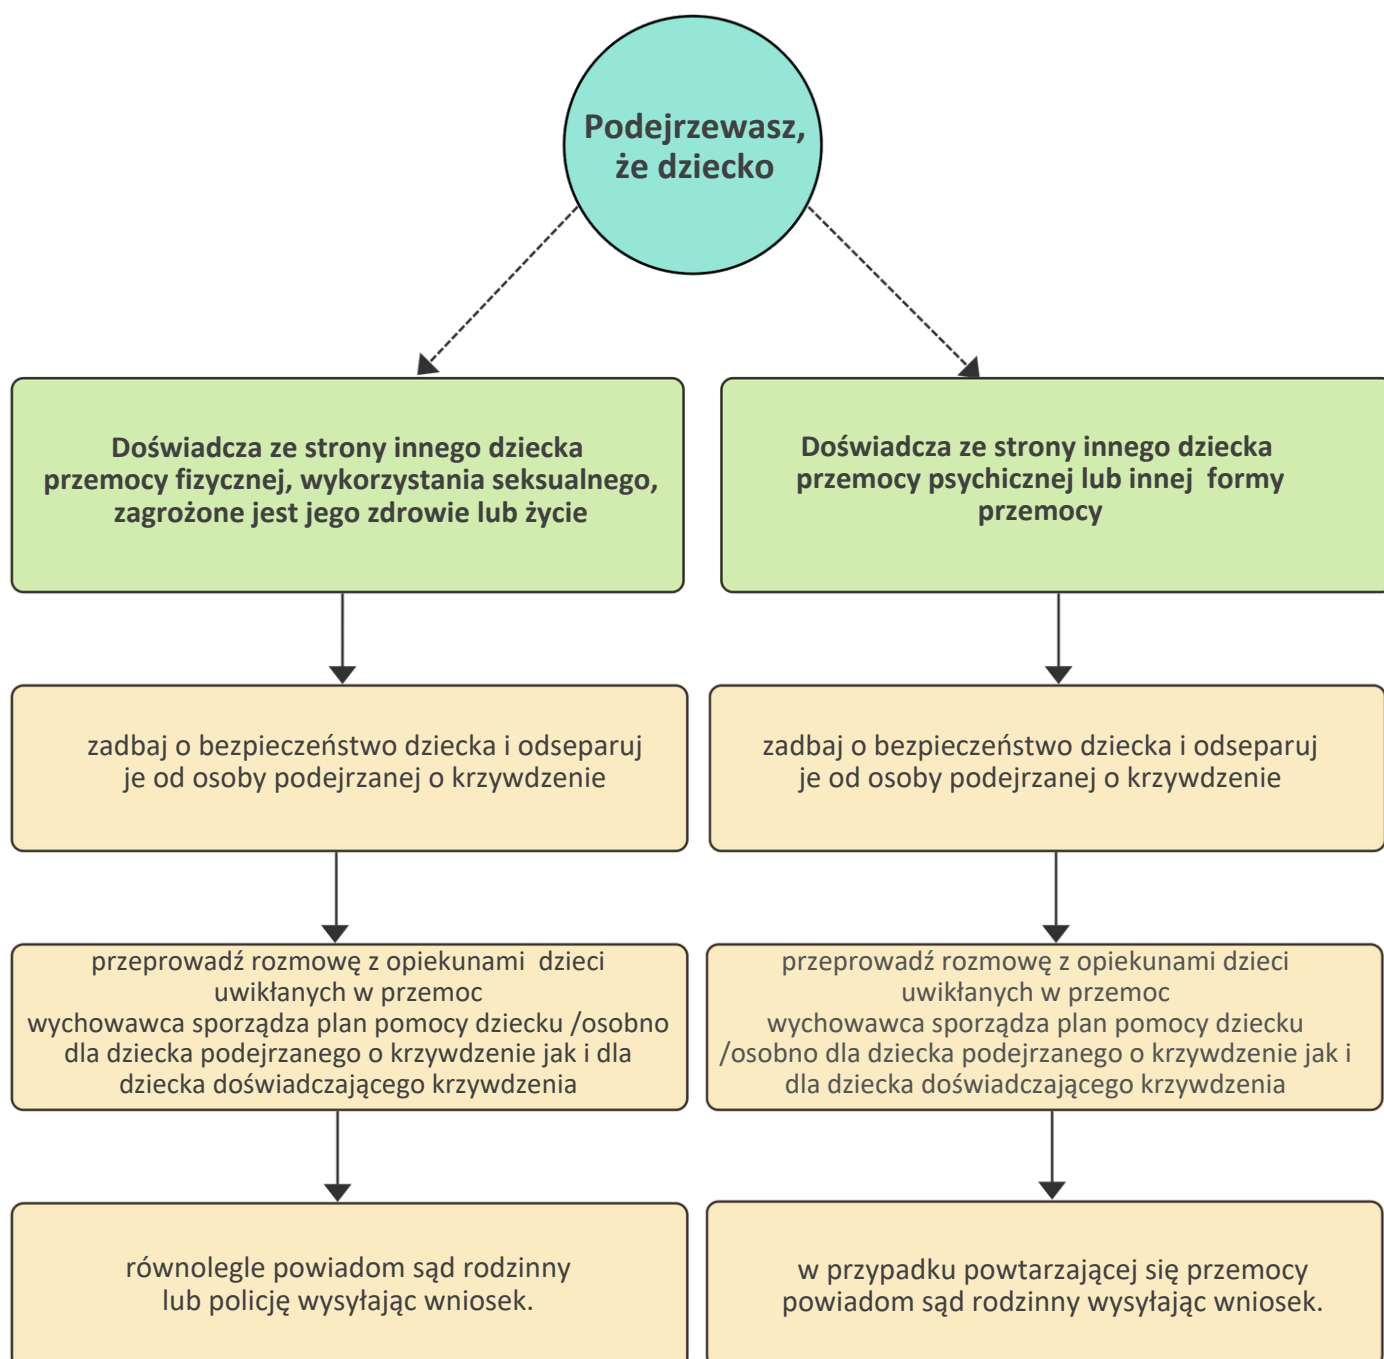 Podejrzewasz,
że dziecko
Doświadcza ze strony innego dziecka
przemocy fizycznej, wykorzystania seksualnego,
zagrożone jest jego zdrowie lub życie
Doświadcza ze strony innego dziecka
przemocy psychicznej lub innej formy
przemocy
zadbaj o bezpieczeństwo dziecka i odseparuj
je od osoby podejrzanej o krzywdzenie
zadbaj o bezpieczeństwo dziecka i odseparuj
je od osoby podejrzanej o krzywdzenie
przeprowadź rozmowę z opiekunami dzieci
uwikłanych w przemoc
wychowawca sporządza plan pomocy dziecku /osobno
dla dziecka podejrzanego o krzywdzenie jak i dla
dziecka doświadczającego krzywdzenia
przeprowadź rozmowę z opiekunami dzieci
uwikłanych w przemoc
wychowawca sporządza plan pomocy dziecku
/osobno dla dziecka podejrzanego o krzywdzenie jak i
dla dziecka doświadczającego krzywdzenia
równolegle powiadom sąd rodzinny
lub policję wysyłając wniosek.
w przypadku powtarzającej się przemocy
powiadom sąd rodzinny wysyłając wniosek.